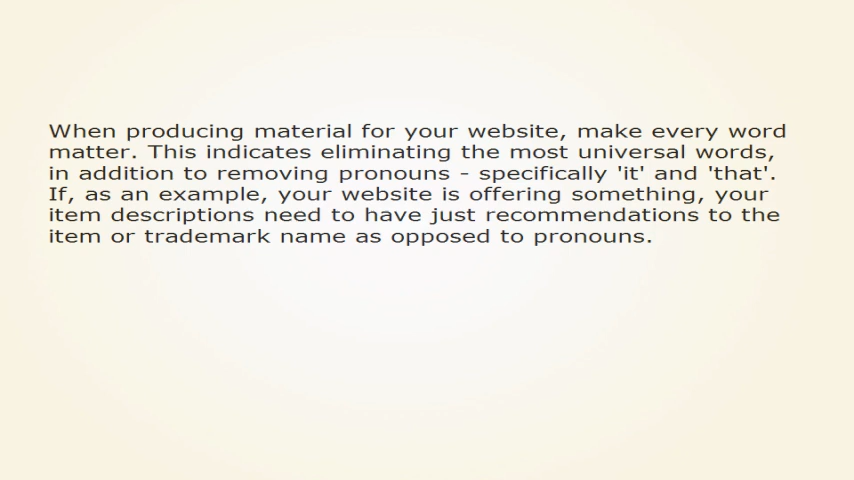 When producing material for your website, make every word
matter. This indicates eliminating the most universal words,
in addition to removing pronouns - specifically 'it' and 'that'.
If, as an example, your website is offering something, your
item descriptions need to have just recommendations to the
item or trademark name as opposed to pronouns.